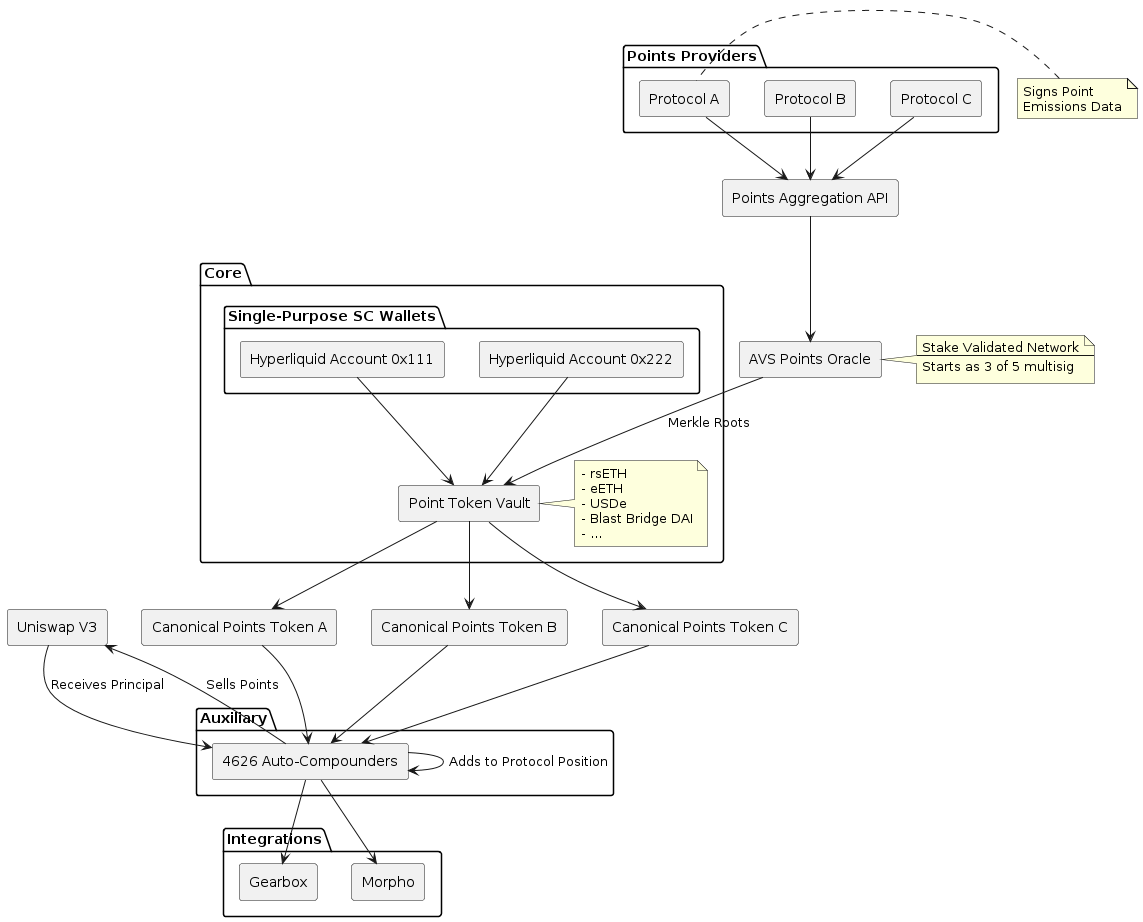 Points Providers
Protocol A
Protocol B
Protocol C
Signs Point
Emissions Data
Points Aggregation API
Core
Single-Purpose SC Wallets
Hyperliquid Account 0x111
Hyperliquid Account 0x222
AVS Points Oracle
Stake Validated Network
Starts as 3 of 5 multisig
Merkle Roots
Point Token Vault
- rsETH
- eETH
- USDe
- Blast Bridge DAI
- ...
Uniswap V3
Canonical Points Token A
Canonical Points Token B
Canonical Points Token C
Receives Principal
Sells Points
Auxiliary
4626 Auto-Compounders
Adds to Protocol Position
Integrations
Gearbox
Morpho